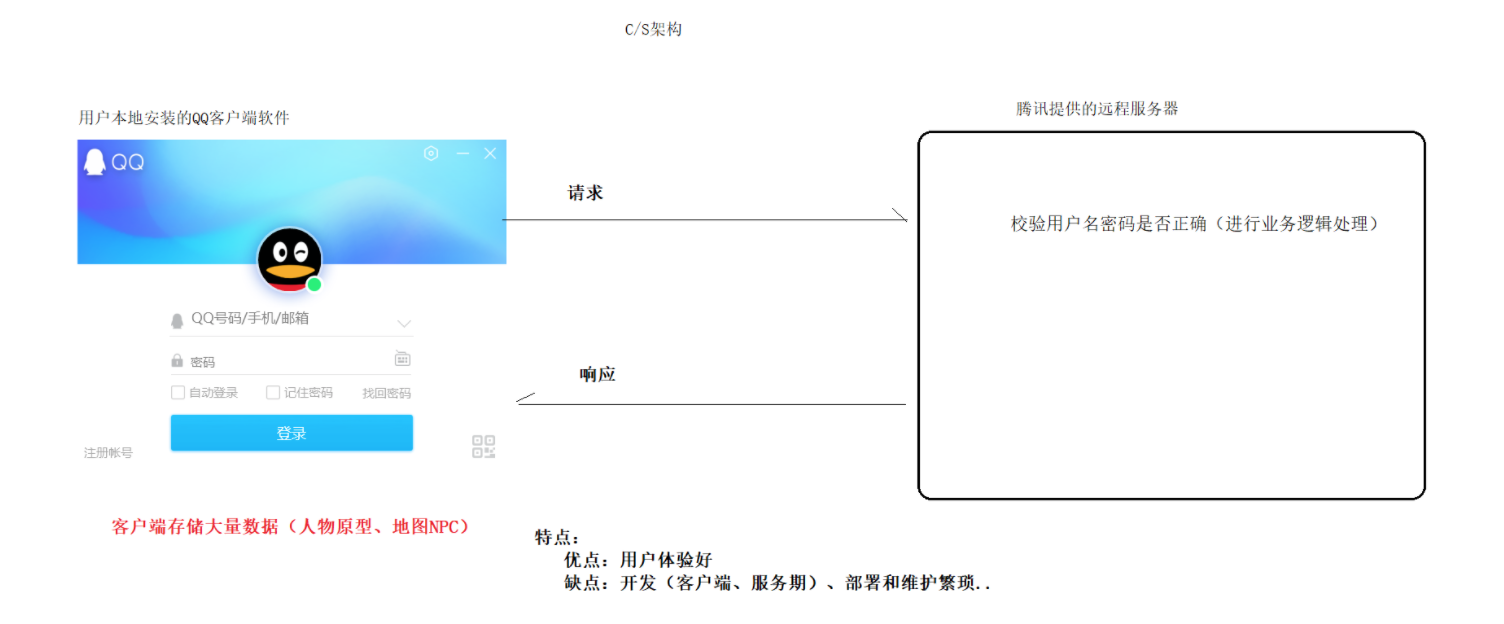 C/S架构
用户本地安装的QQ客户端软件
腾讯提供的远程服务器
QQ
请求
校验用户名密码是否正确（进行业务逻辑处理）
QQ号码/手机/邮箱
密码
响应
自动登录 记住密码 找回密码
登录
注册帐号
客户端存储大量数据（人物原型、地图NPC）
特点：
优点：用户体验好
缺点：开发（客户端、服务期）、部署和维护繁琐..